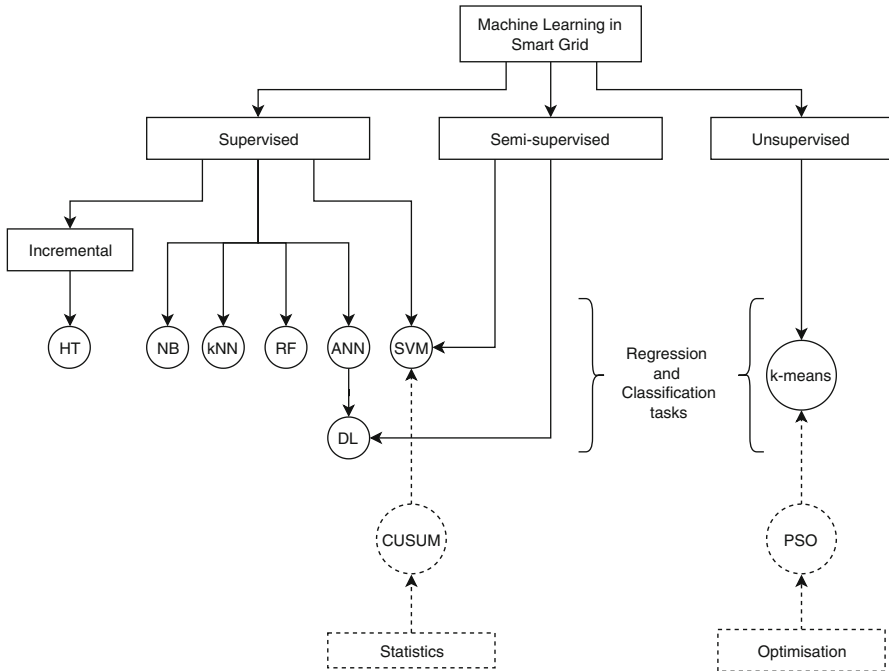 Machine Learning in
Smart Grid
Supervised
Semi-supervised
Unsupervised
Incremental
HT
NB
kNN
RF
ANN
SVM
Regression
and
Classification
tasks
k-means
DL
CUSUM
PSO
Statistics
Optimisation